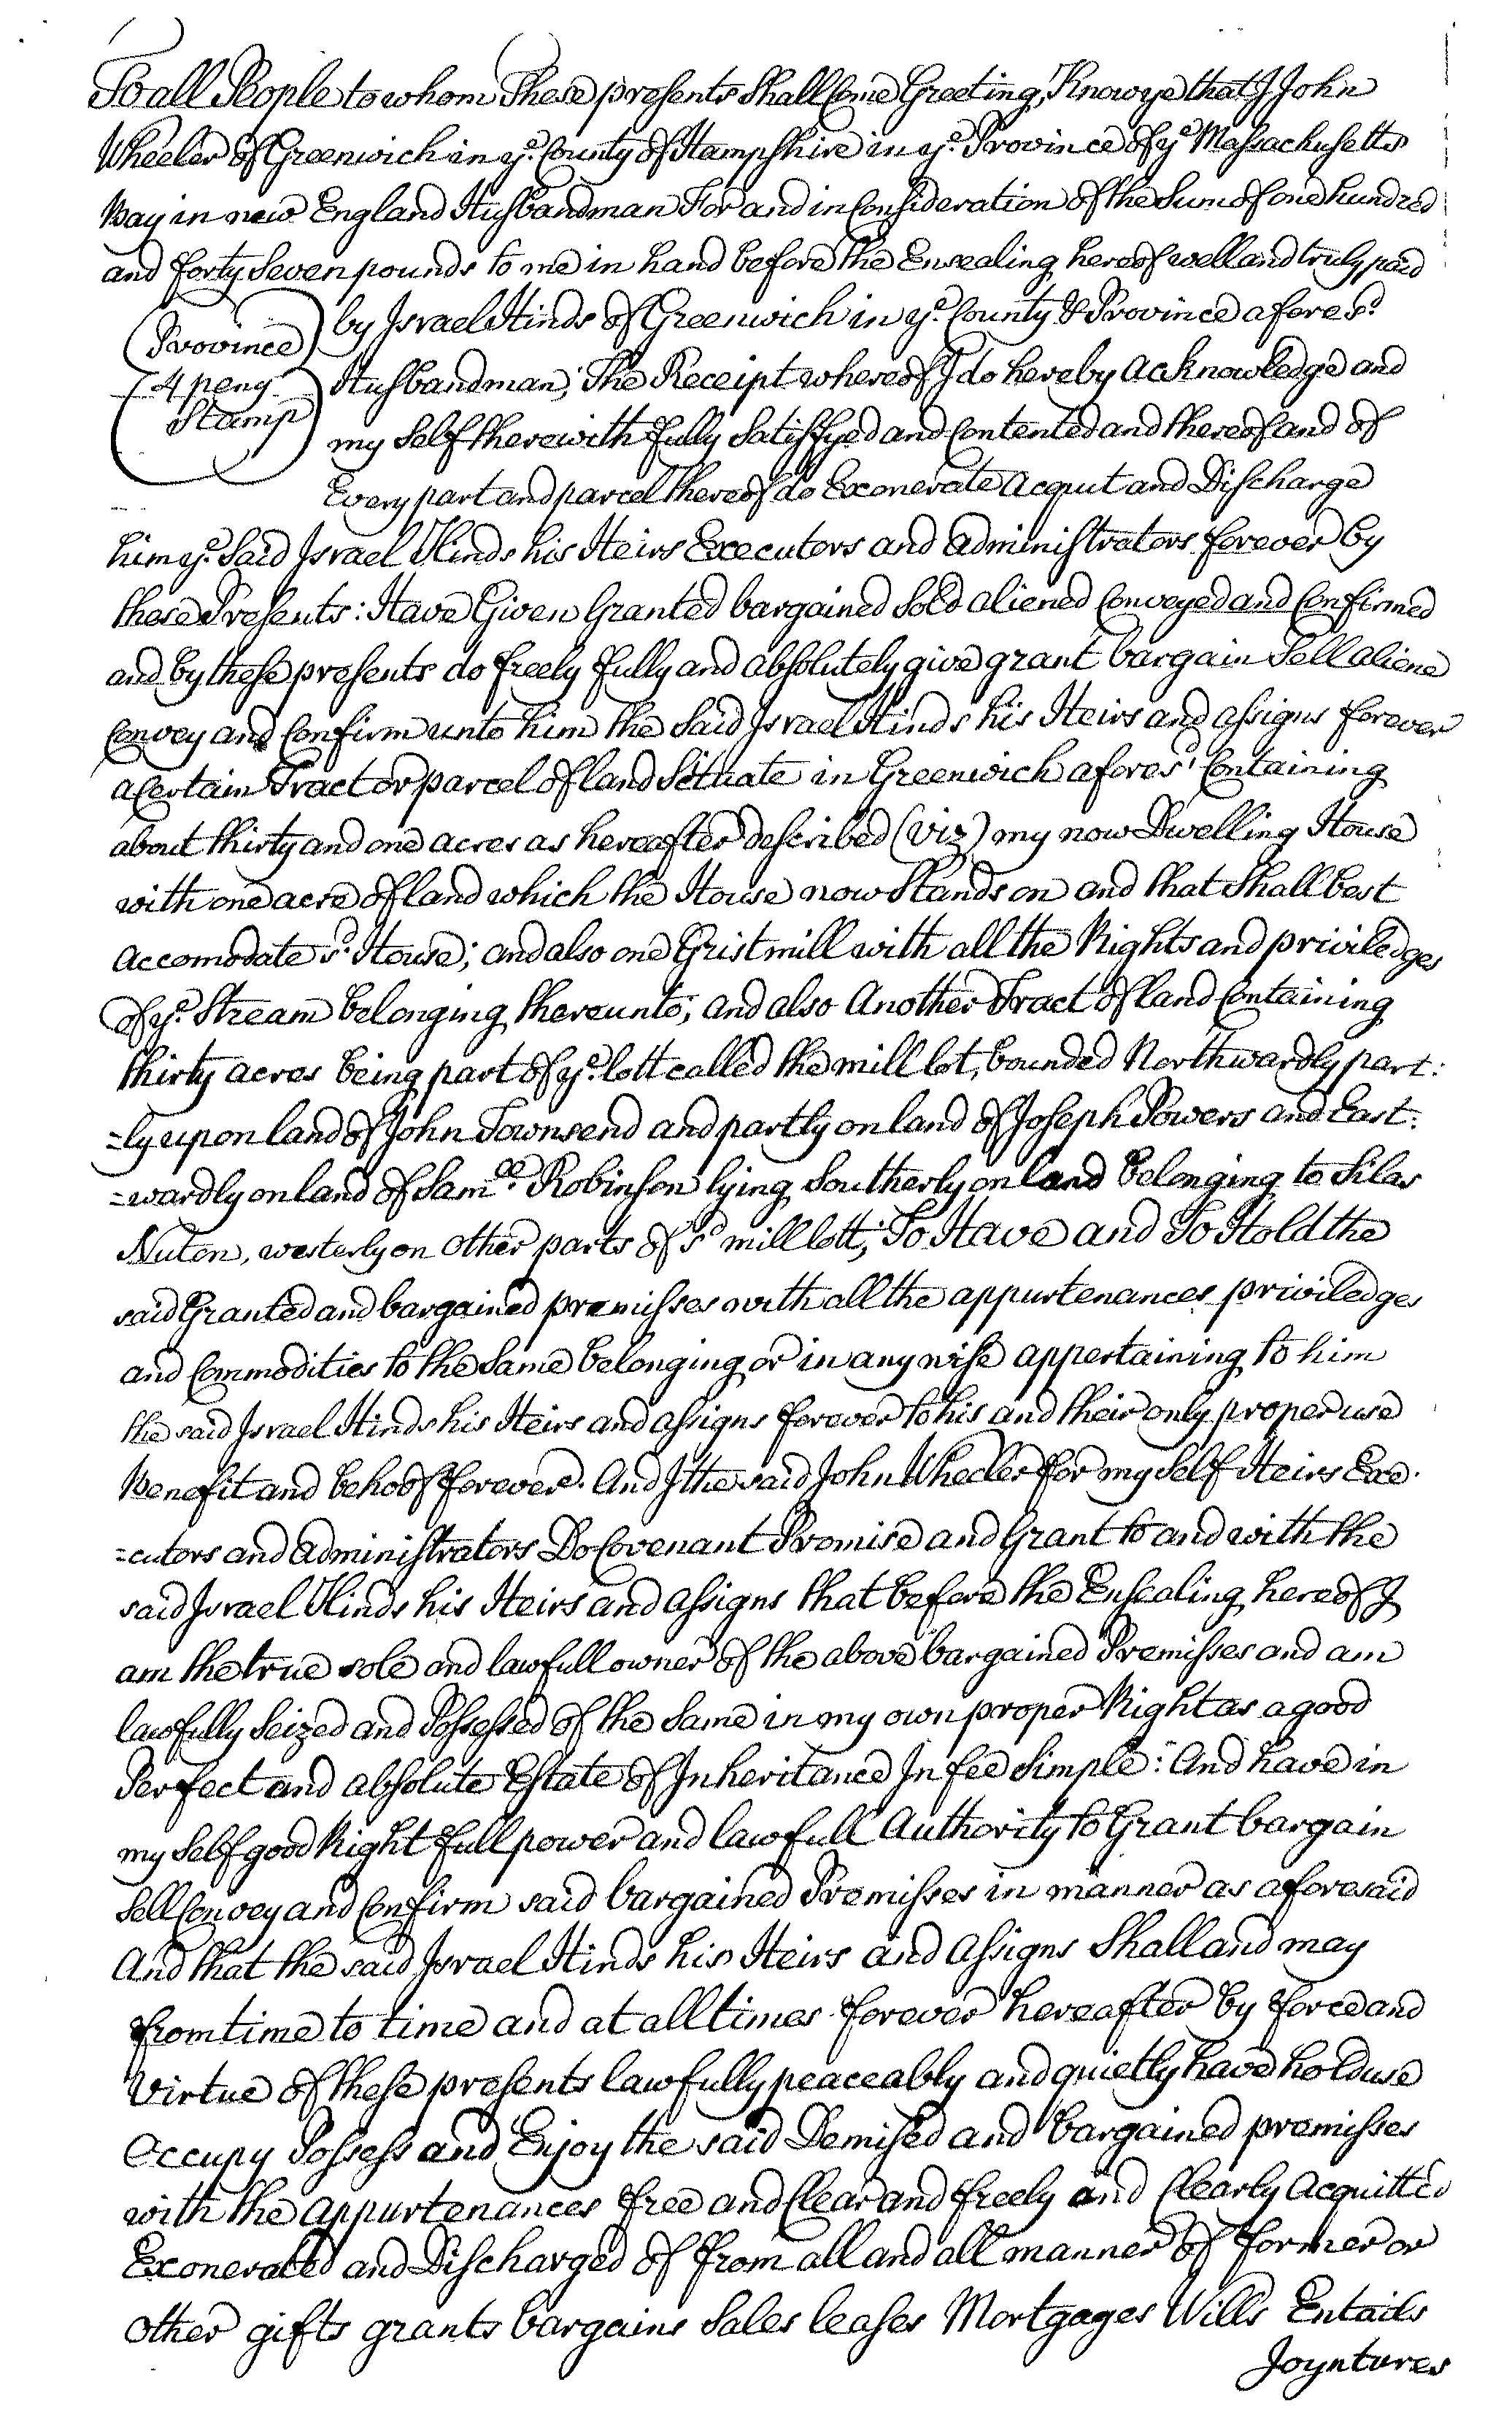 To all People to whom These presents Shall Come Greeting, Know ye that I John
Wheeler of Greenwich in ye. County of Hampshire in ye. Province of ye Massachusetts
Bay in new England Husbandman For and in Consideration of the Sum of one hundred
and forty Seven pounds to me in hand before the Ensealing hereof well and truly paid
by Israel Hinds of Greenwich in ye. County & Province afores.d
Province
4 peny
Stamp
Husbandman; The Receipt whereof I do hereby acknowledge and
my Self therewith fully Satisfyed and Contented and thereof and of
Every part and parcel thereof do Exonerate acquit and Discharge
him ye. Said Israel Hinds his Heirs Executors and administrators forever by
these Presents: Have Given Granted bargained Sold aliened Conveyed and Confirmed
and by these presents do freely fully and absolutely give grant bargain Sell aliene
Convey and Confirm unto him the Said Israel Hinds his Heirs and assigns forever
a Certain Tract or parcel of land Situate in Greenwich afores.d Containing
about thirty and one acres as hereafter described (viz) my now Dwelling House
with one acre of land which the House now Stands on and that Shall best
accomodate s.d House; and also one Grist mill with all the Rights and priviledges
of ye. Stream belonging thereunto; and also Another Tract of land Containing
thirty acres being part of ye. lott called the mill lot, bounded Northwardly part:
=ly upon land of John Townsend and partly on land of Joseph Powers and East:
=wardly on land of Sam.ll Robinson lying Southerly on land belonging to Silas
Nuton, westerly on other parts of s.d mill lott; To Have and To Hold the
said Granted and bargained premisses with all the appurtenances priviledges
and Commodities to the Same belonging or in any wise appertaining to him
the said Israel Hinds his Heirs and assigns forever to his and their only proper use
Benefit and behoof forever. And I the said John Wheeler for my Self Heirs Exe:
=cutors and administrators Do Covenant Promise and Grant to and with the
said Israel Hinds his Heirs and assigns that before the Ensealing hereof I
am the true sole and lawfull owner of the above bargained Premisses and am
lawfully Seized and Possessed of the Same in my own proper Right as a good
Perfect and absolute Estate of Inheritance In fee Simple: And have in
my Self good Right full power and lawfull Authority to Grant bargain
Sell Convey and Confirm said bargained Premisses in manner as aforesaid
And that the said Israel Hinds his Heirs and assigns Shall and may
from time to time and at all times forever hereafter by force and
Virtue of these presents lawfully peaceably and quietly have hold use
Occupy Possess and Enjoy the said Demised and bargained premisses
with the appurtenances free and Clear and freely and Clearly Acquitted
Exonerated and Discharged of from all and all manner of former or
other gifts grants bargains Sales leases Mortgages Wills Entails
Joyntures